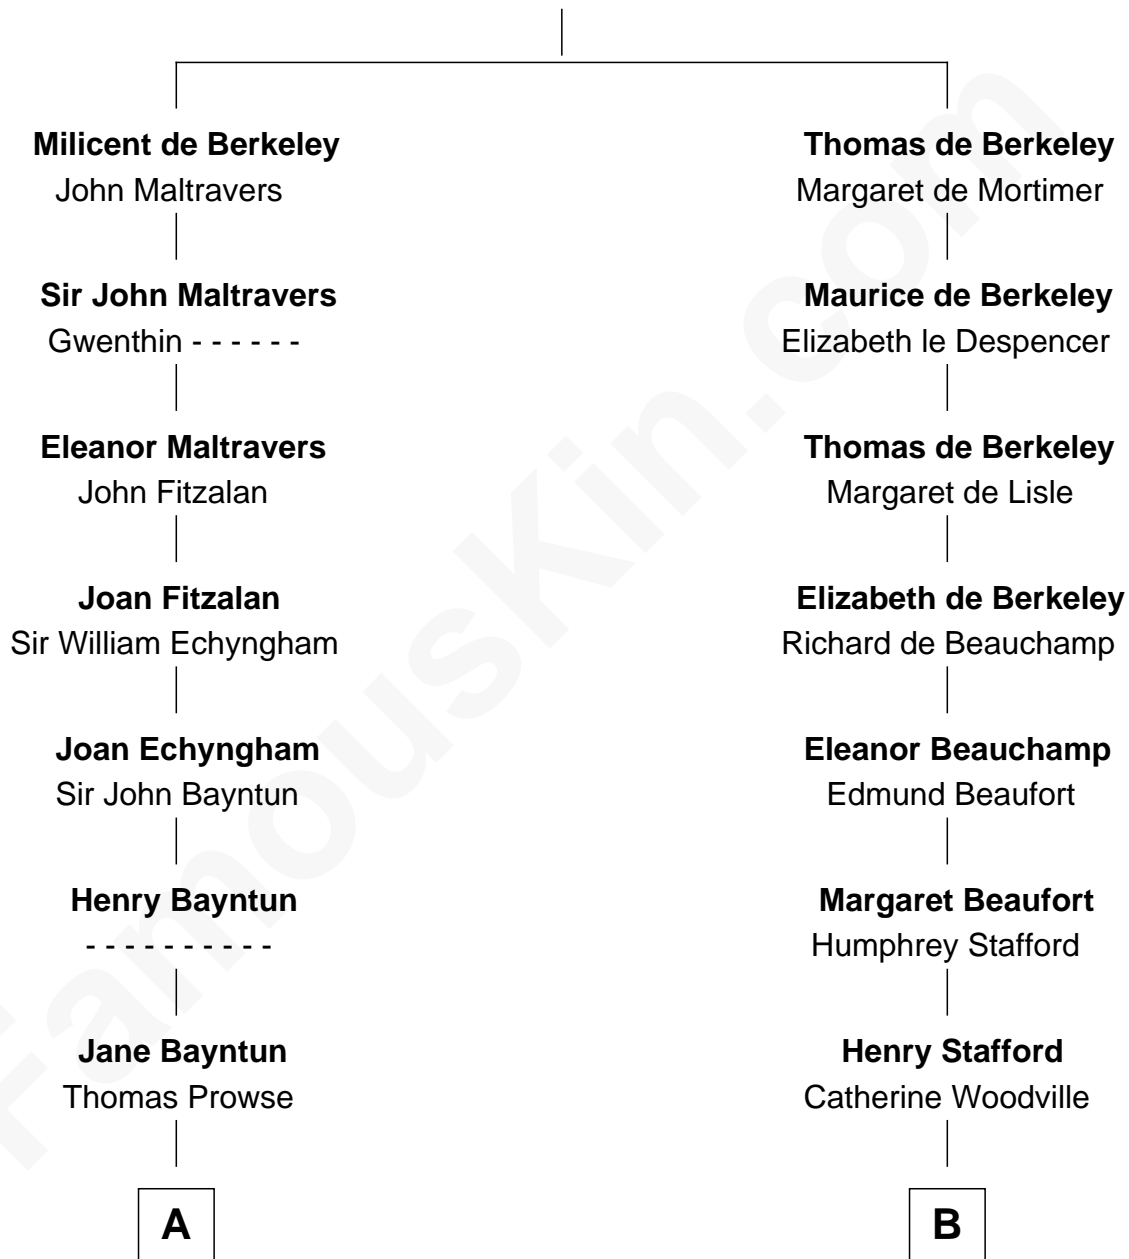 Milicent de Berkeley
John Maltravers
Sir John Maltravers
Gwenthin - - - - - -
Eleanor Maltravers
John Fitzalan
Joan Fitzalan
Sir William Echyngham
Joan Echyngham
Sir John Bayntun
Henry Bayntun
- - - - - - - - - -
Jane Bayntun
Thomas Prowse
A
Thomas de Berkeley
Margaret de Mortimer
Maurice de Berkeley
Elizabeth le Despencer
Thomas de Berkeley
Margaret de Lisle
Elizabeth de Berkeley
Richard de Beauchamp
Eleanor Beauchamp
Edmund Beaufort
Margaret Beaufort
Humphrey Stafford
Henry Stafford
Catherine Woodville
B
FamousKin.com